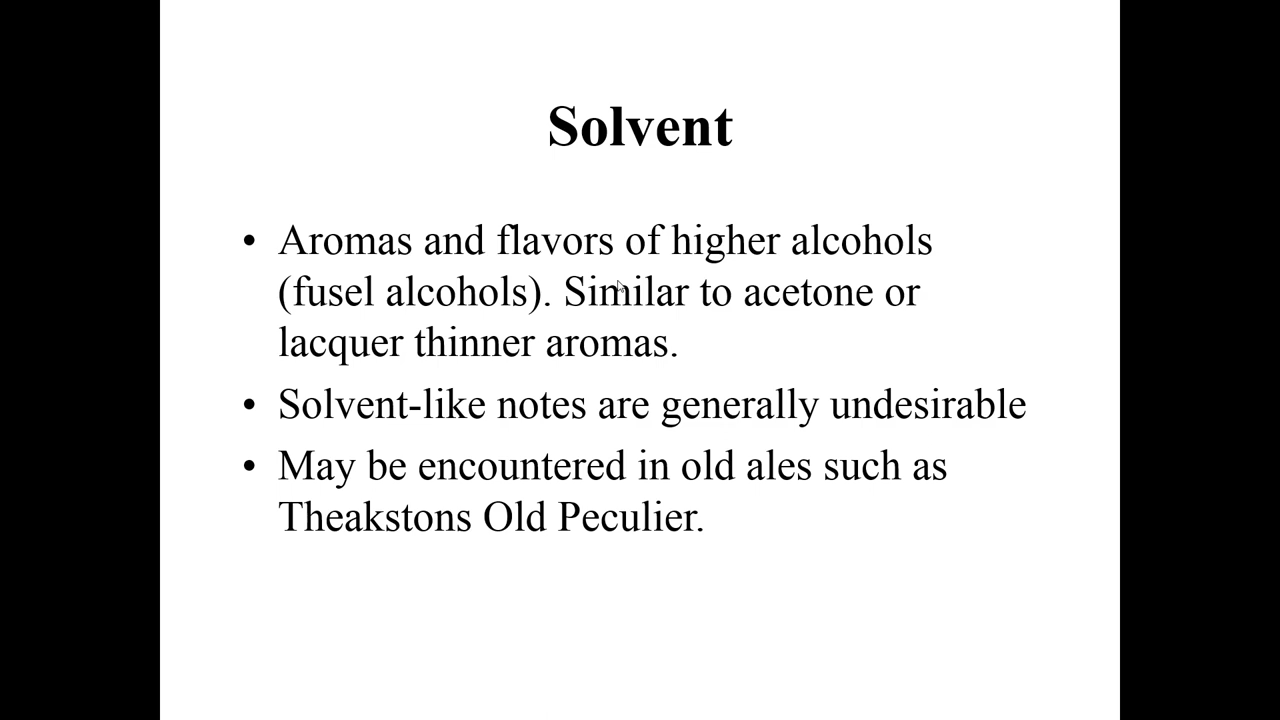 Solvent
• Aromas and flavors of higher alcohols
(fusel alcohols). Similar to acetone or
lacquer thinner aromas.
• Solvent-like notes are generally undesirable
• May be encountered in old ales such as
Theakstons Old Peculier.